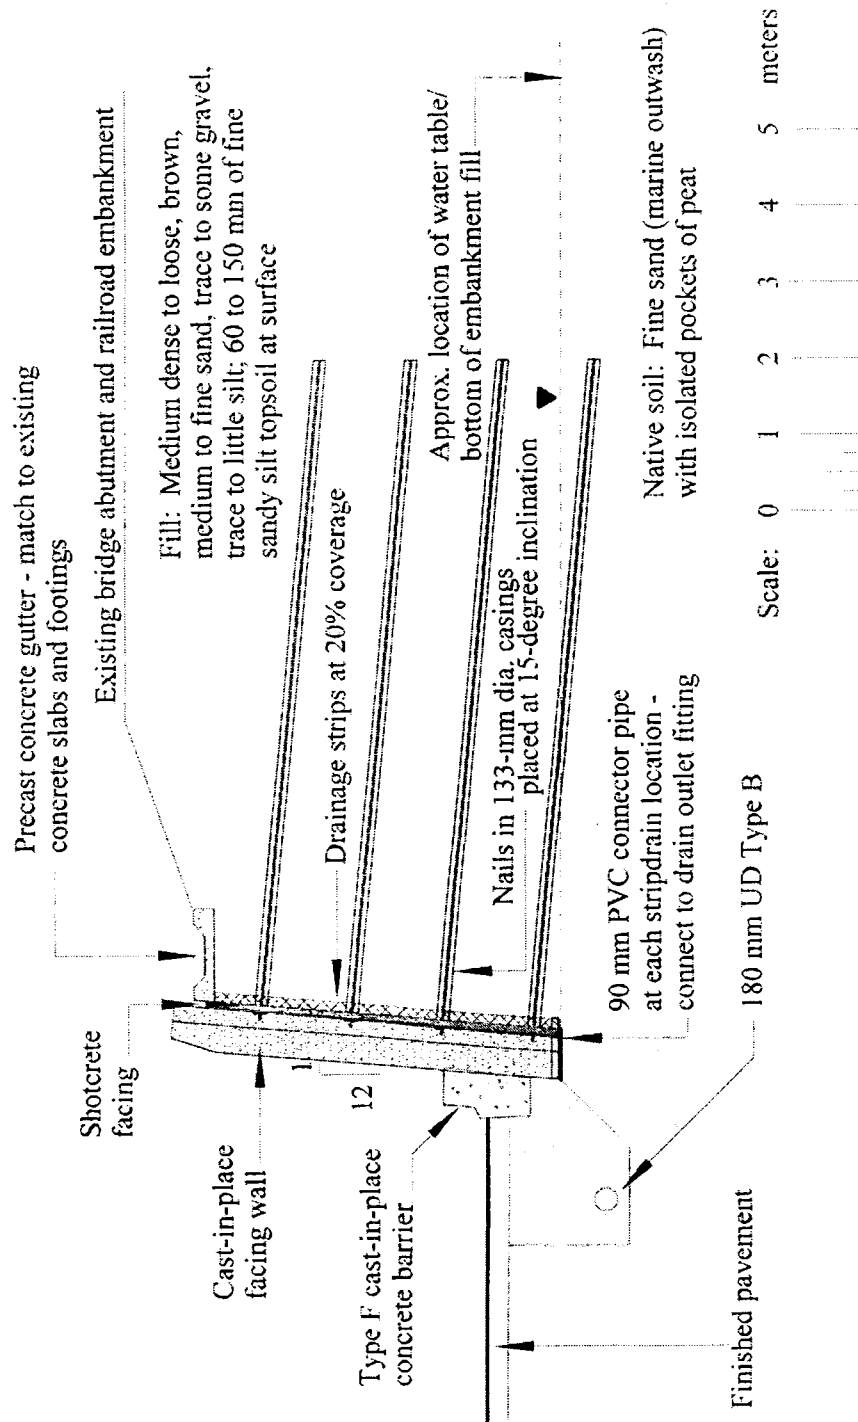 Precast concrete gutter - match to existing
concrete slabs and footings
Existing bridge abutment and railroad embankment
Shotcrete
facing
Fill: Medium dense to loose, brown,
medium to fine sand, trace to some gravel,
trace to little silt; 60 to 150 mm of fine
sandy silt topsoil at surface
Cast-in-place
facing wall
1
12
Drainage strips at 20% coverage
Type F cast-in-place
concrete barrier
Approx. location of water table/
bottom of embankment fill
Nails in 133-mm dia. casings
placed at 15-degree inclination
90 mm PVC connector pipe
at each stripdrain location -
connect to drain outlet fitting
Native soil: Fine sand (marine outwash)
with isolated pockets of peat
180 mm UD Type B
Finished pavement
Scale: 0 1 2 3 4 5 meters